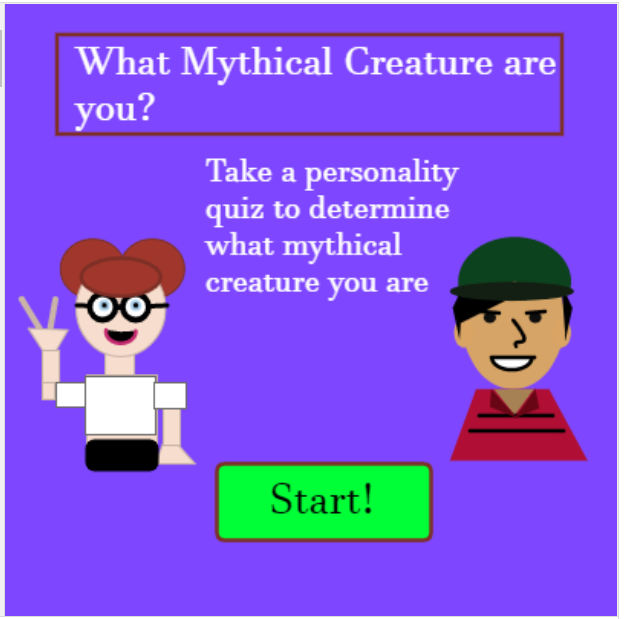 What Mythical Creature are
you?
Take a personality
quiz to determine
what mythical
creature you are
Start!